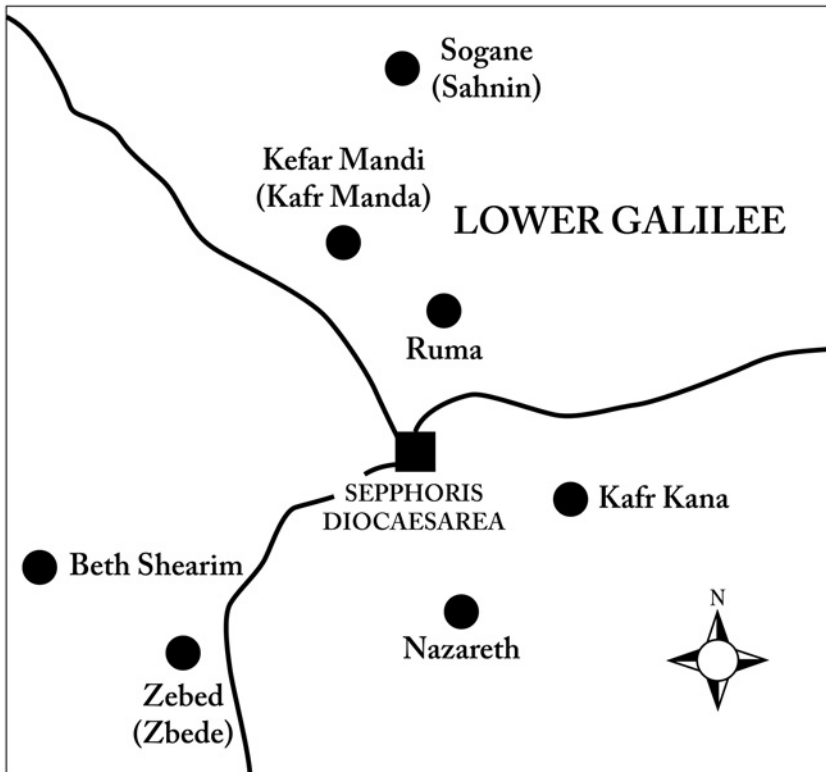 Sogane
(Sahnin)
Kefar Mandi
(Kafr Manda)
LOWER GALILEE
Ruma
SEPPHORIS
DIOCAESAREA
Kafr Kana
Beth Shearim
Nazareth
N
Zebed
(Zbede)